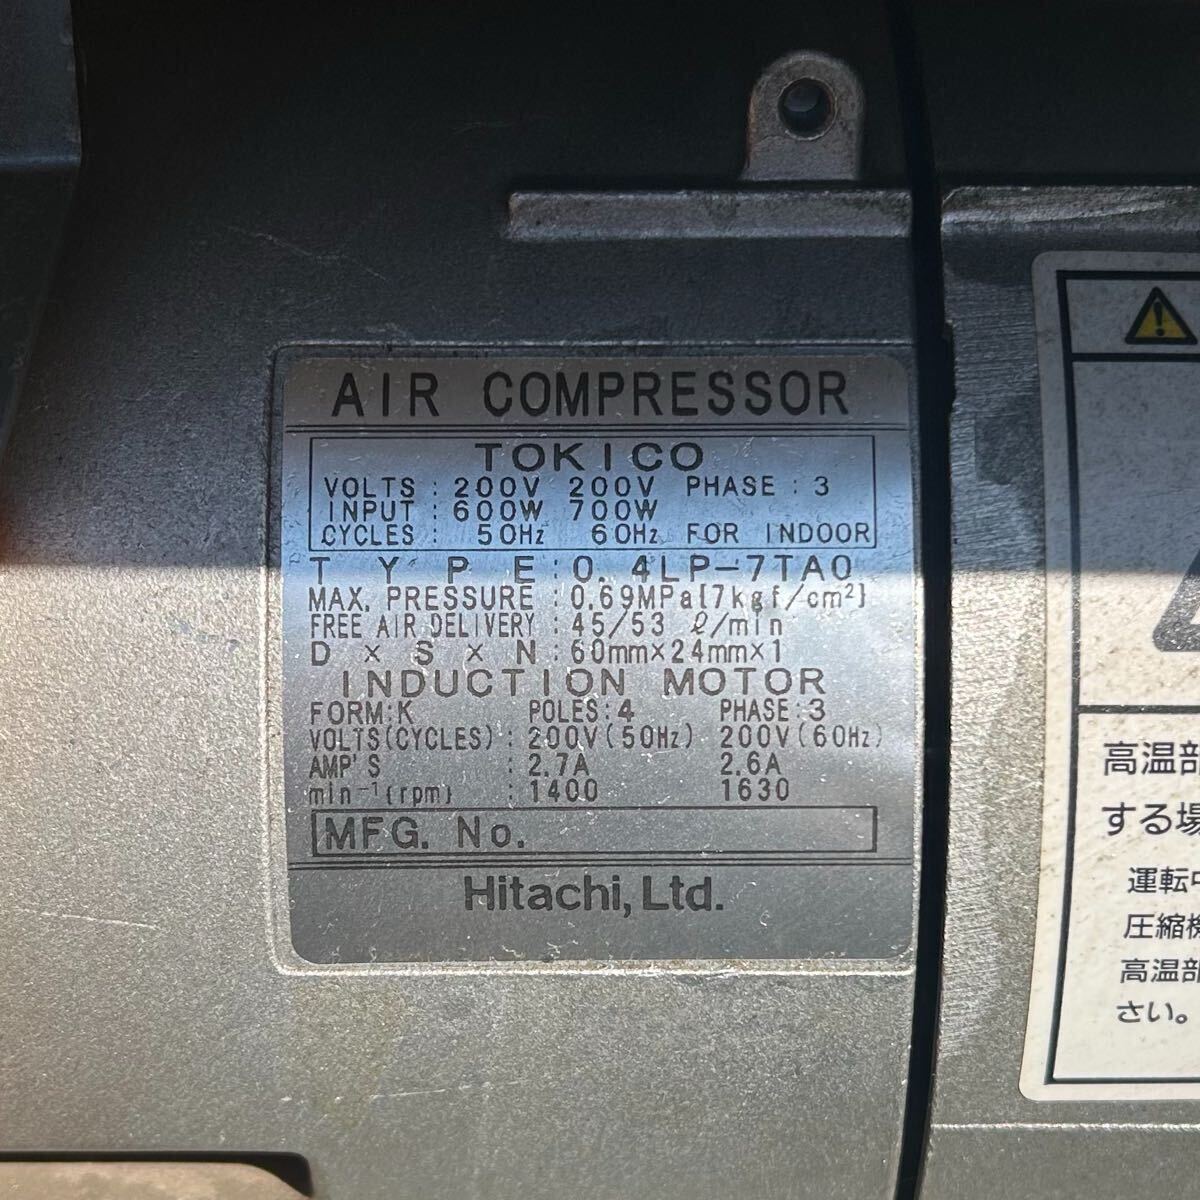 AIR COMPRESSOR
TOKICO
VOLTS : 200V 200V PHASE : 3
INPUT : 600W 700W
CYCLES : 50Hz 60Hz FOR INDOOR
TYPE : 0.4LP-7TA0
MAX. PRESSURE : 0.69MPa[7kgf/cm²]
FREE AIR DELIVERY : 45/53 ℓ/min
D × S × N : 60mm×24mm×1
INDUCTION MOTOR
FORM:K POLES:4 PHASE:3
VOLTS(CYCLES) : 200V(50Hz) 200V(60Hz)
AMP'S : 2.7A 2.6A
min⁻¹(rpm) : 1400 1630
MFG. No.
Hitachi, Ltd.
高温部
する場
運転中
圧縮機
高温部
さい。